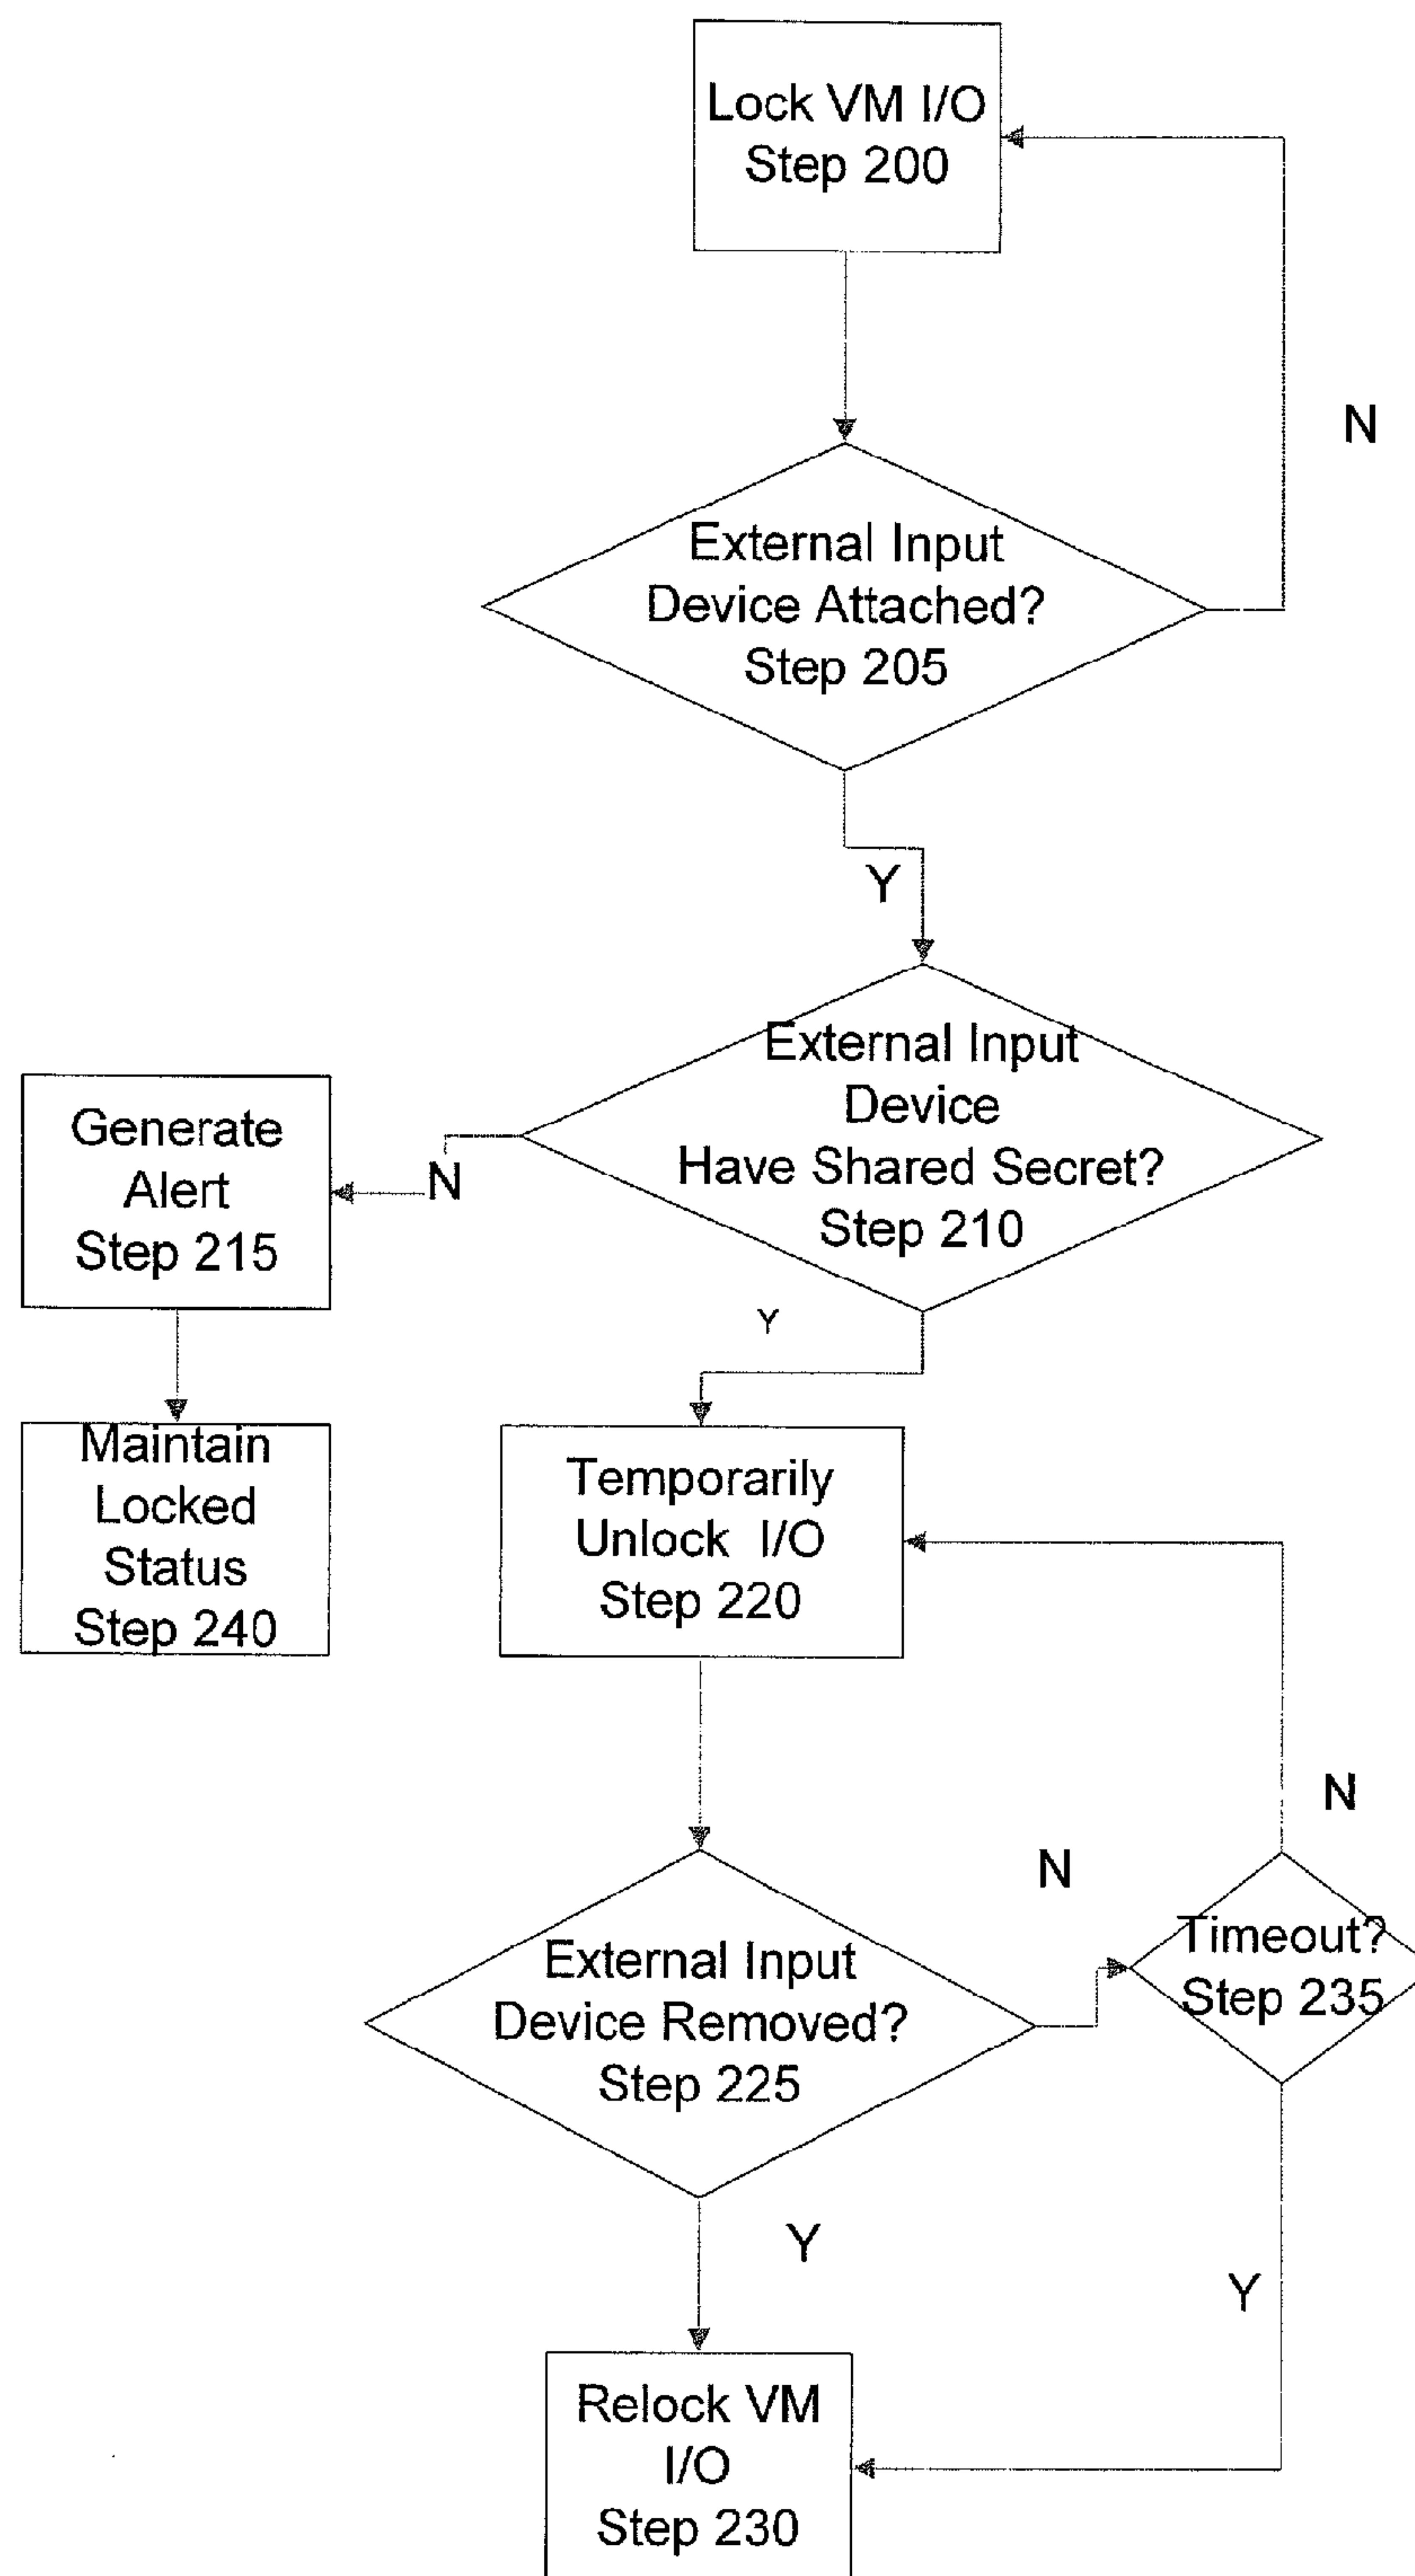 Lock VM I/O
Step 200
N
External Input
Device Attached?
Step 205
Y
External Input
Device
Have Shared Secret?
Step 210
N
Generate
Alert
Step 215
Y
Maintain
Locked
Status
Step 240
Temporarily
Unlock I/O
Step 220
N
N
Timeout?
Step 235
External Input
Device Removed?
Step 225
Y
Y
Relock VM
I/O
Step 230